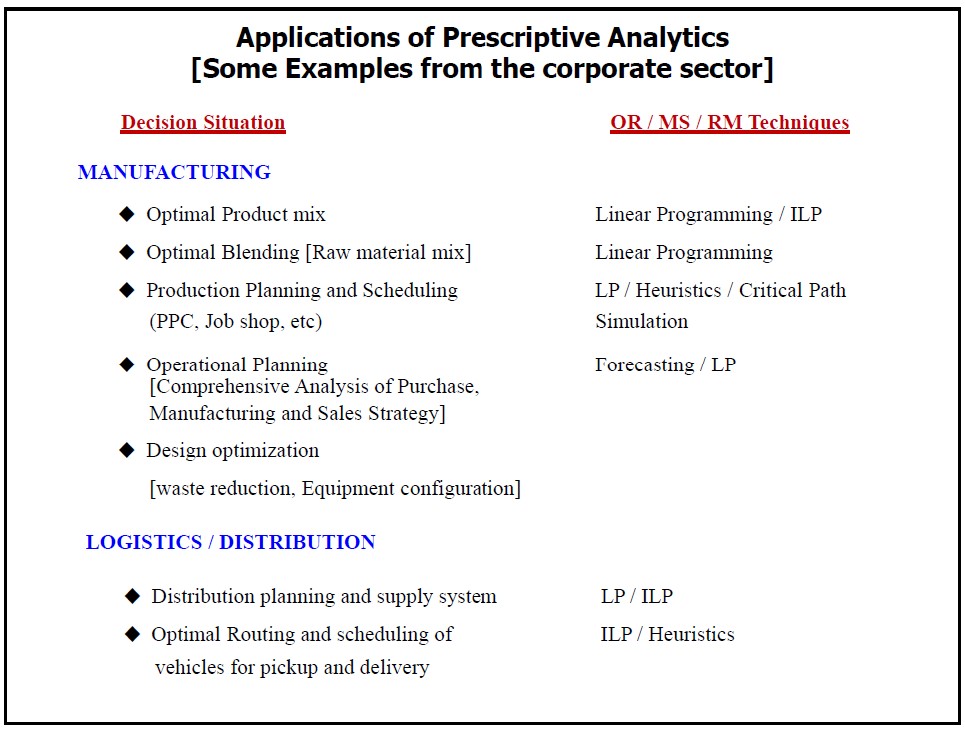 Applications of Prescriptive Analytics
[Some Examples from the corporate sector]
Decision Situation OR / MS / RM Techniques
MANUFACTURING
◆ Optimal Product mix Linear Programming / ILP
◆ Optimal Blending [Raw material mix] Linear Programming
◆ Production Planning and Scheduling LP / Heuristics / Critical Path
(PPC, Job shop, etc) Simulation
◆ Operational Planning Forecasting / LP
[Comprehensive Analysis of Purchase,
Manufacturing and Sales Strategy]
◆ Design optimization
[waste reduction, Equipment configuration]
LOGISTICS / DISTRIBUTION
◆ Distribution planning and supply system LP / ILP
◆ Optimal Routing and scheduling of ILP / Heuristics
vehicles for pickup and delivery